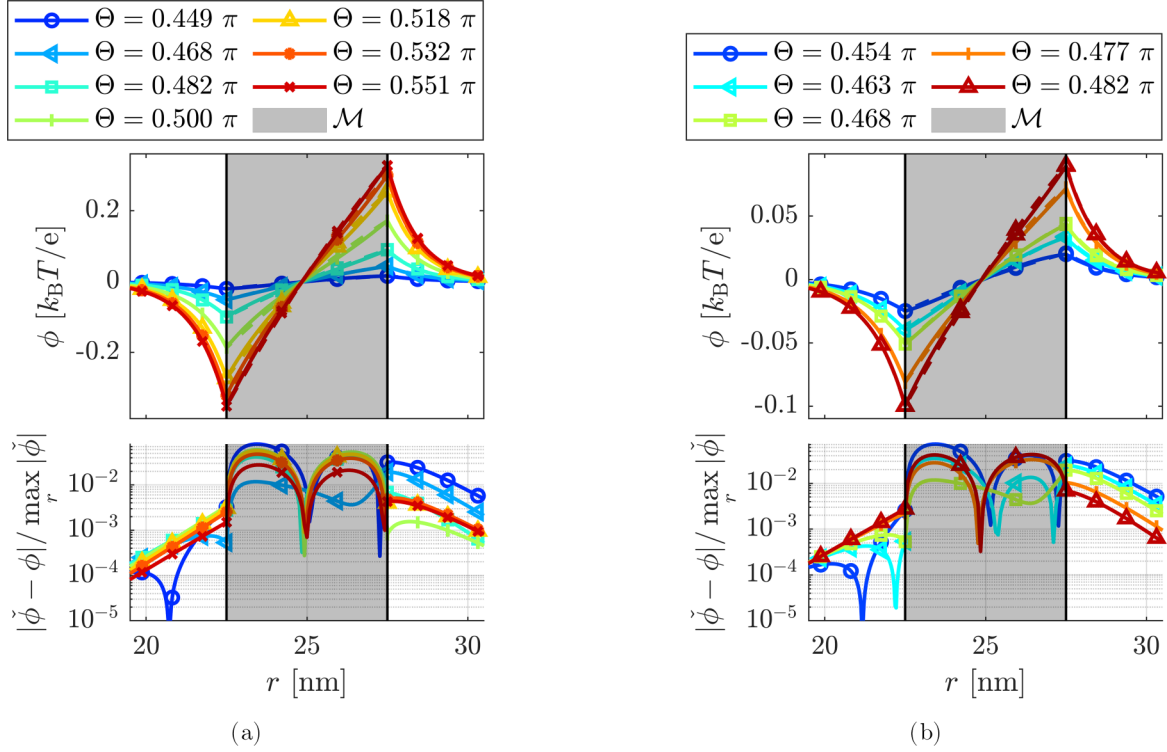 Θ = 0.449 π Θ = 0.518 π
Θ = 0.468 π Θ = 0.532 π
Θ = 0.482 π Θ = 0.551 π
Θ = 0.500 π ℳ
ϕ [k_B T/e]
0.2
0
-0.2
|ϕ̌ − ϕ| / max_r |ϕ̌|
10⁻²
10⁻³
10⁻⁴
10⁻⁵
20 25 30
r [nm]
(a)
Θ = 0.454 π Θ = 0.477 π
Θ = 0.463 π Θ = 0.482 π
Θ = 0.468 π ℳ
ϕ [k_B T/e]
0.05
0
-0.05
-0.1
|ϕ̌ − ϕ| / max_r |ϕ̌|
10⁻²
10⁻³
10⁻⁴
10⁻⁵
20 25 30
r [nm]
(b)